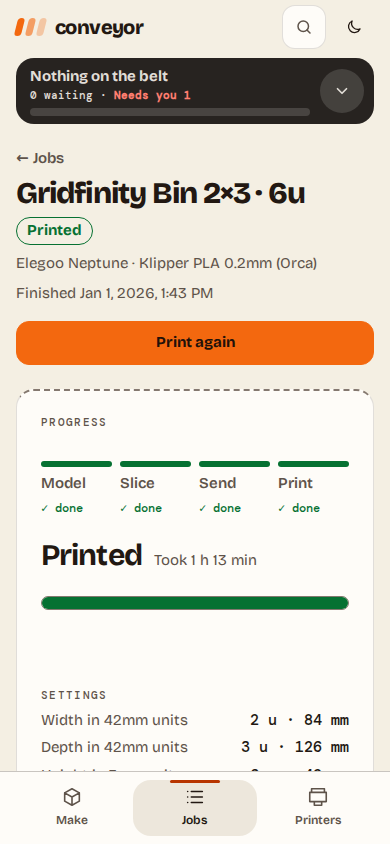 conveyor
Nothing on the belt
0 waiting · Needs you 1
← Jobs
Gridfinity Bin 2×3 · 6u
Printed
Elegoo Neptune · Klipper PLA 0.2mm (Orca)
Finished Jan 1, 2026, 1:43 PM
Print again
PROGRESS
Model Slice Send Print
✓ done ✓ done ✓ done ✓ done
Printed Took 1 h 13 min
SETTINGS
Width in 42mm units 2 u · 84 mm
Depth in 42mm units 3 u · 126 mm
Make Jobs Printers